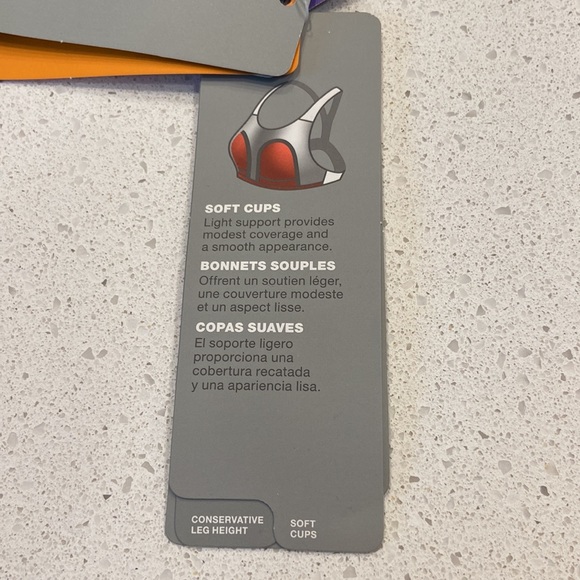 SOFT CUPS
Light support provides
modest coverage and
a smooth appearance.
BONNETS SOUPLES
Offrent un soutien léger,
une couverture modeste
et un aspect lisse.
COPAS SUAVES
El soporte ligero
proporciona una
cobertura recatada
y una apariencia lisa.
CONSERVATIVE
LEG HEIGHT
SOFT
CUPS